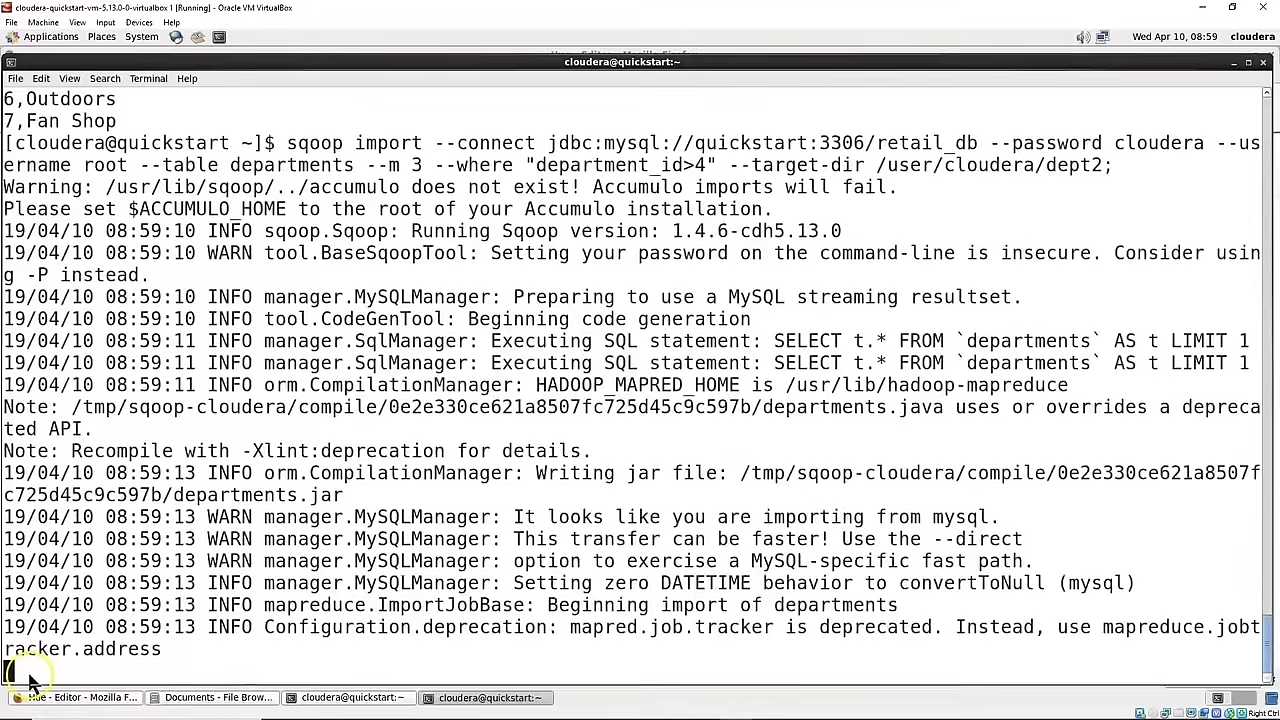 cloudera-quickstart-vm-5.13.0-0-virtualbox 1 [Running] - Oracle VM VirtualBox
File Machine View Input Devices Help
Applications Places System Wed Apr 10, 08:59 cloudera
cloudera@quickstart:~
File Edit View Search Terminal Help
6,Outdoors
7,Fan Shop
[cloudera@quickstart ~]$ sqoop import --connect jdbc:mysql://quickstart:3306/retail_db --password cloudera --us
ername root --table departments --m 3 --where "department_id>4" --target-dir /user/cloudera/dept2;
Warning: /usr/lib/sqoop/../accumulo does not exist! Accumulo imports will fail.
Please set $ACCUMULO_HOME to the root of your Accumulo installation.
19/04/10 08:59:10 INFO sqoop.Sqoop: Running Sqoop version: 1.4.6-cdh5.13.0
19/04/10 08:59:10 WARN tool.BaseSqoopTool: Setting your password on the command-line is insecure. Consider usin
g -P instead.
19/04/10 08:59:10 INFO manager.MySQLManager: Preparing to use a MySQL streaming resultset.
19/04/10 08:59:10 INFO tool.CodeGenTool: Beginning code generation
19/04/10 08:59:11 INFO manager.SqlManager: Executing SQL statement: SELECT t.* FROM `departments` AS t LIMIT 1
19/04/10 08:59:11 INFO manager.SqlManager: Executing SQL statement: SELECT t.* FROM `departments` AS t LIMIT 1
19/04/10 08:59:11 INFO orm.CompilationManager: HADOOP_MAPRED_HOME is /usr/lib/hadoop-mapreduce
Note: /tmp/sqoop-cloudera/compile/0e2e330ce621a8507fc725d45c9c597b/departments.java uses or overrides a depreca
ted API.
Note: Recompile with -Xlint:deprecation for details.
19/04/10 08:59:13 INFO orm.CompilationManager: Writing jar file: /tmp/sqoop-cloudera/compile/0e2e330ce621a8507f
c725d45c9c597b/departments.jar
19/04/10 08:59:13 WARN manager.MySQLManager: It looks like you are importing from mysql.
19/04/10 08:59:13 WARN manager.MySQLManager: This transfer can be faster! Use the --direct
19/04/10 08:59:13 WARN manager.MySQLManager: option to exercise a MySQL-specific fast path.
19/04/10 08:59:13 INFO manager.MySQLManager: Setting zero DATETIME behavior to convertToNull (mysql)
19/04/10 08:59:13 INFO mapreduce.ImportJobBase: Beginning import of departments
19/04/10 08:59:13 INFO Configuration.deprecation: mapred.job.tracker is deprecated. Instead, use mapreduce.jobt
racker.address
Hue - Editor - Mozilla F... Documents - File Brow... cloudera@quickstart:~ cloudera@quickstart:~
Right Ctrl